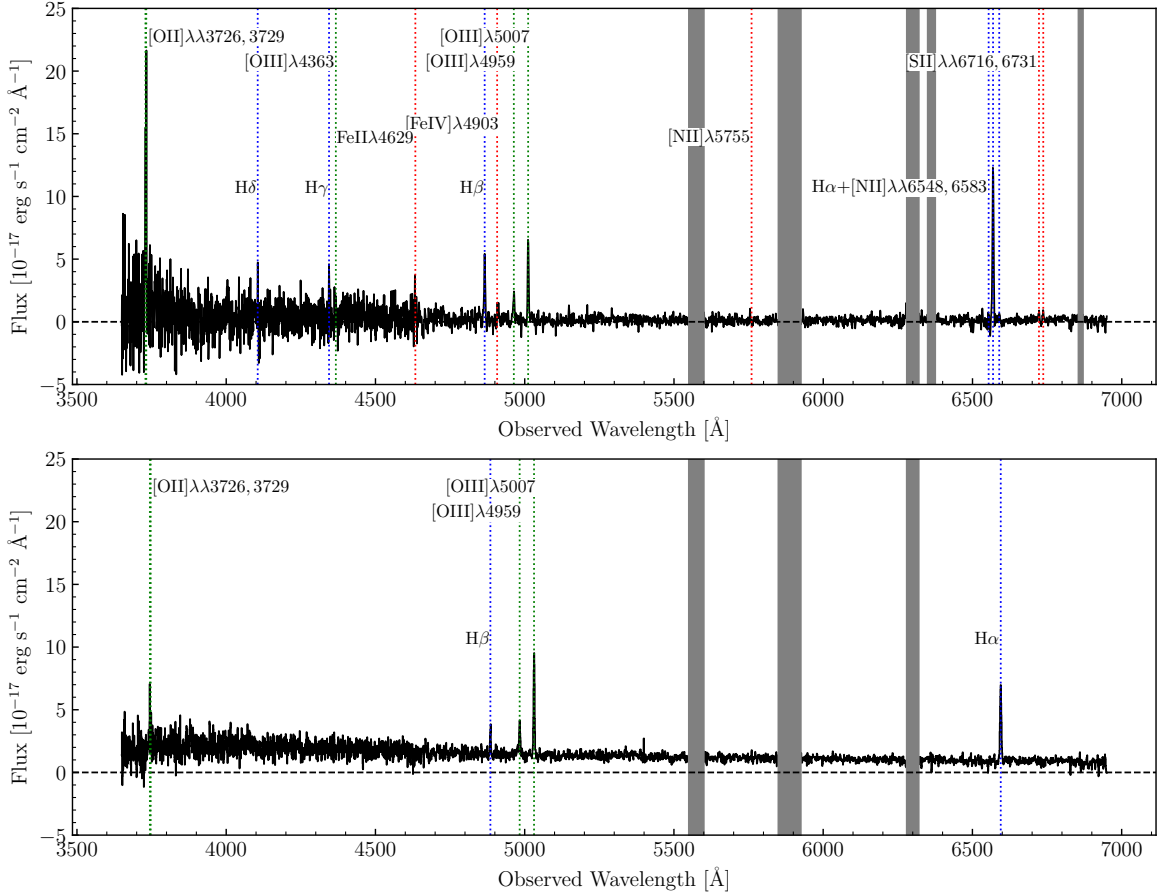 25
20
15
10
5
0
−5
Flux [10⁻¹⁷ erg s⁻¹ cm⁻² Å⁻¹]
[OII]λλ3726, 3729
[OIII]λ5007
[OIII]λ4363
[OIII]λ4959
[SII]λλ6716, 6731
[FeIV]λ4903
FeIIλ4629
[NII]λ5755
Hδ
Hγ
Hβ
Hα+[NII]λλ6548, 6583
3500 4000 4500 5000 5500 6000 6500 7000
Observed Wavelength [Å]
25
20
15
10
5
0
−5
Flux [10⁻¹⁷ erg s⁻¹ cm⁻² Å⁻¹]
[OII]λλ3726, 3729
[OIII]λ5007
[OIII]λ4959
Hβ
Hα
3500 4000 4500 5000 5500 6000 6500 7000
Observed Wavelength [Å]